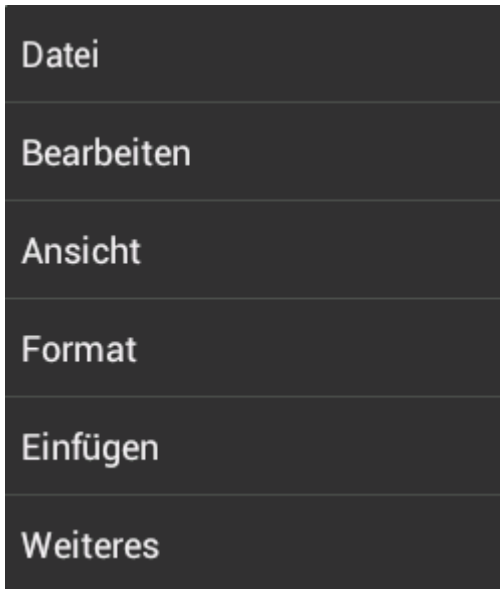 Datei
Bearbeiten
Ansicht
Format
Einfügen
Weiteres